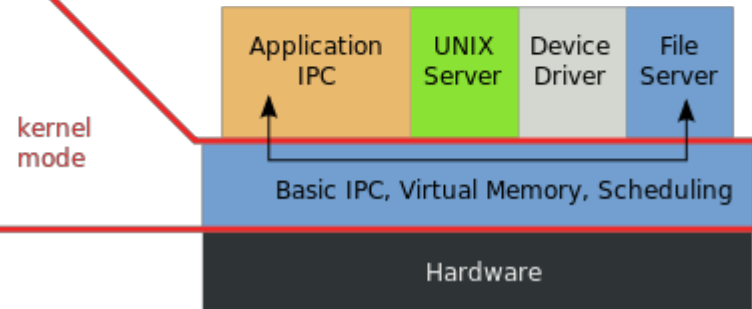 Application
IPC
UNIX
Server
Device
Driver
File
Server
kernel
mode
Basic IPC, Virtual Memory, Scheduling
Hardware